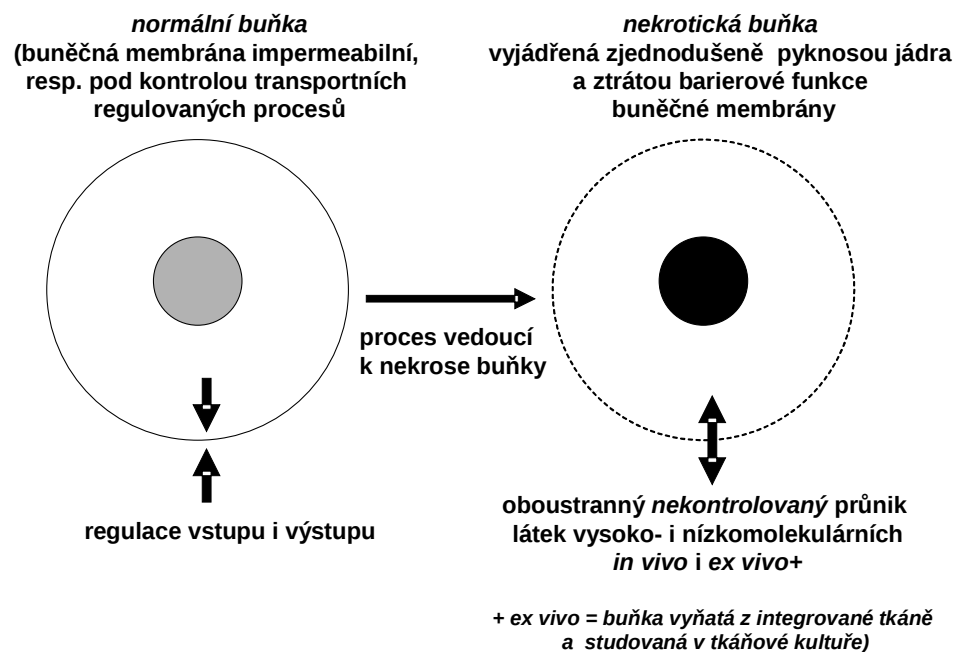 normální buňka
(buněčná membrána impermeabilní,
resp. pod kontrolou transportních
regulovaných procesů
nekrotická buňka
vyjádřená zjednodušeně pyknosou jádra
a ztrátou barierové funkce
buněčné membrány
proces vedoucí
k nekrose buňky
regulace vstupu i výstupu
oboustranný nekontrolovaný průnik
látek vysoko- i nízkomolekulárních
in vivo i ex vivo+
+ ex vivo = buňka vyňatá z integrované tkáně
a studovaná v tkáňové kultuře)